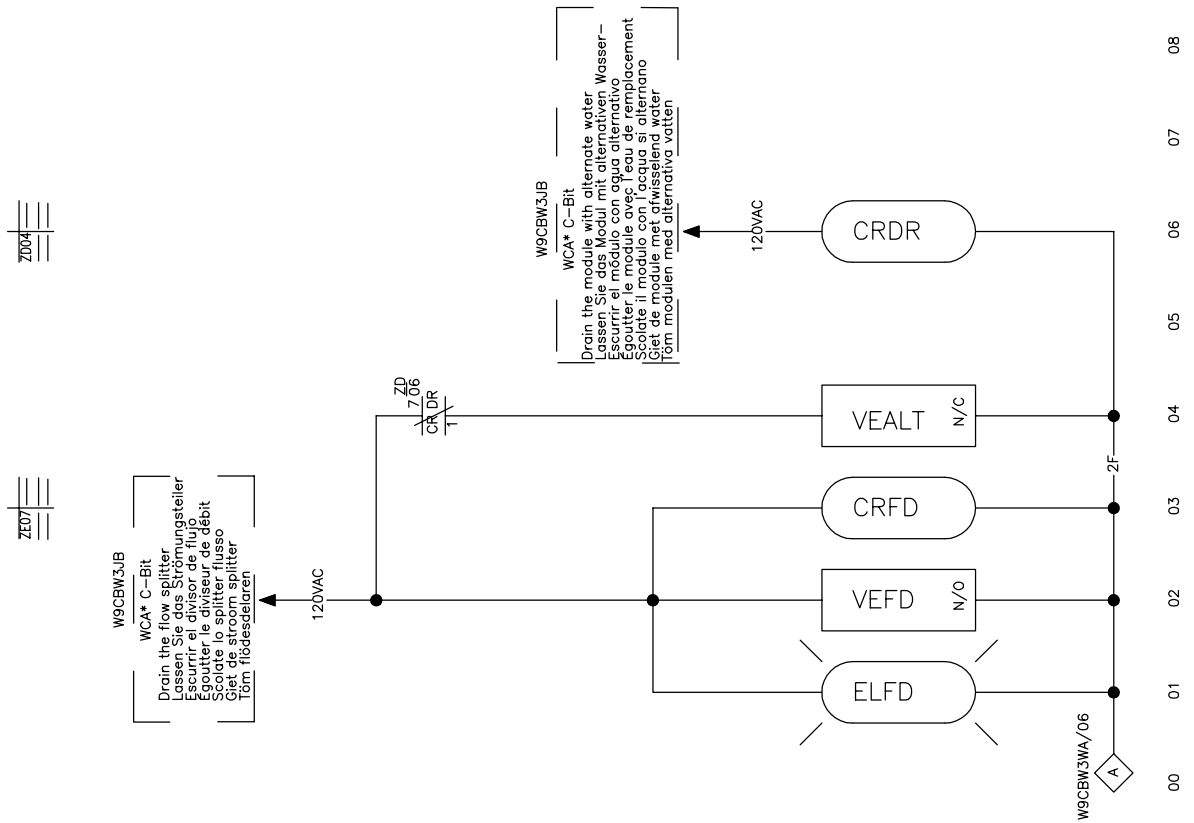 ZE07
ZD04
W9CBW3JB
WCA* C-Bit
Drain the flow splitter
Lassen Sie das Strömungsteiler
Escurrir el divisor de flujo
Egoutter le diviseur de débit
Scolate lo splitter flusso
Giet de stroom splitter
Töm flödesdelaren
120VAC
W9CBW3JB
WCA* C-Bit
Drain the module with alternate water
Lassen Sie das Modul mit alternativen Wasser-
Escurrir el módulo con agua alternativo
Egoutter le module avec l'eau de remplacement
Scolate il modulo con l'acqua si alternano
Giet de module met afwisselend water
Töm modulen med alternativa vatten
120VAC
ZD
7.06
CR DR
1
ELFD
VEFD N/O
CRFD
VEALT N/C
CRDR
W9CBW3WA/06
A
2F
00 01 02 03 04 05 06 07 08